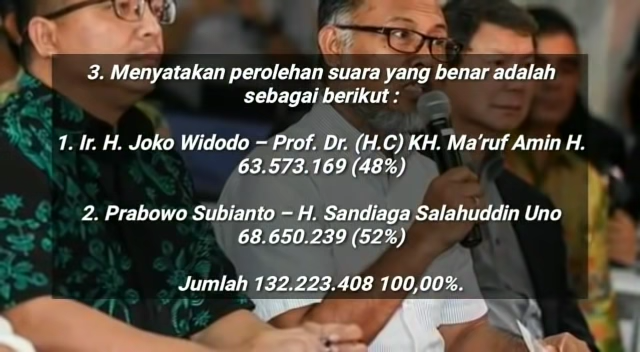 3. Menyatakan perolehan suara yang benar adalah
sebagai berikut :
1. Ir. H. Joko Widodo – Prof. Dr. (H.C) KH. Ma'ruf Amin H.
63.573.169 (48%)
2. Prabowo Subianto – H. Sandiaga Salahuddin Uno
68.650.239 (52%)
Jumlah 132.223.408 100,00%.